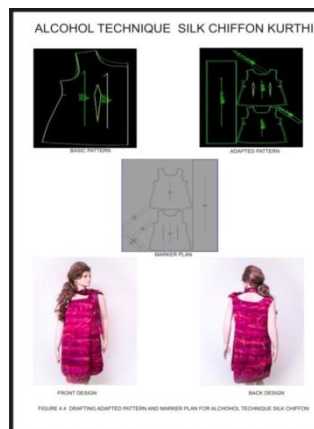 ALCOHOL TECHNIQUE SILK CHIFFON KURTHI
BASIC PATTERN
ADAPTED PATTERN
MARKER PLAN
FRONT DESIGN
BACK DESIGN
FIGURE 4.4 DRAFTING ADAPTED PATTERN AND MARKER PLAN FOR ALCHOHOL TECHNIQUE SILK CHIFFON